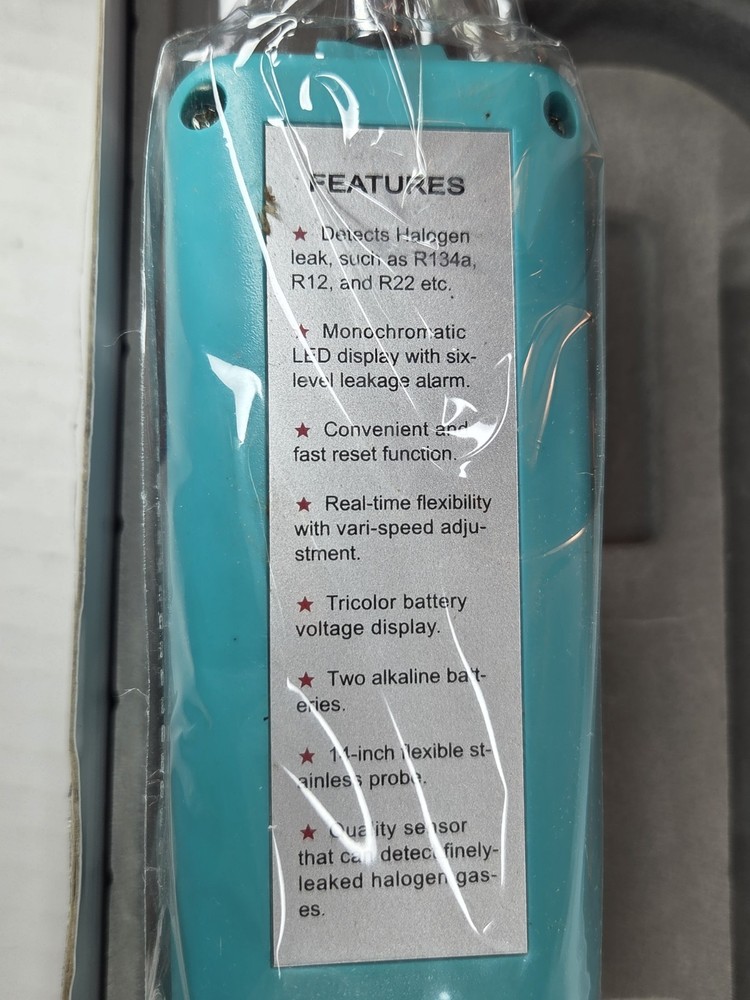 FEATURES
★ Detects Halogen
leak, such as R134a,
R12, and R22 etc.
★ Monochromatic
LED display with six-
level leakage alarm.
★ Convenient and
fast reset function.
★ Real-time flexibility
with vari-speed adju-
stment.
★ Tricolor battery
voltage display.
★ Two alkaline batt-
eries.
★ 14-inch flexible st-
ainless probe.
★ Quality sensor
that can detect finely-
leaked halogen gas-
es.